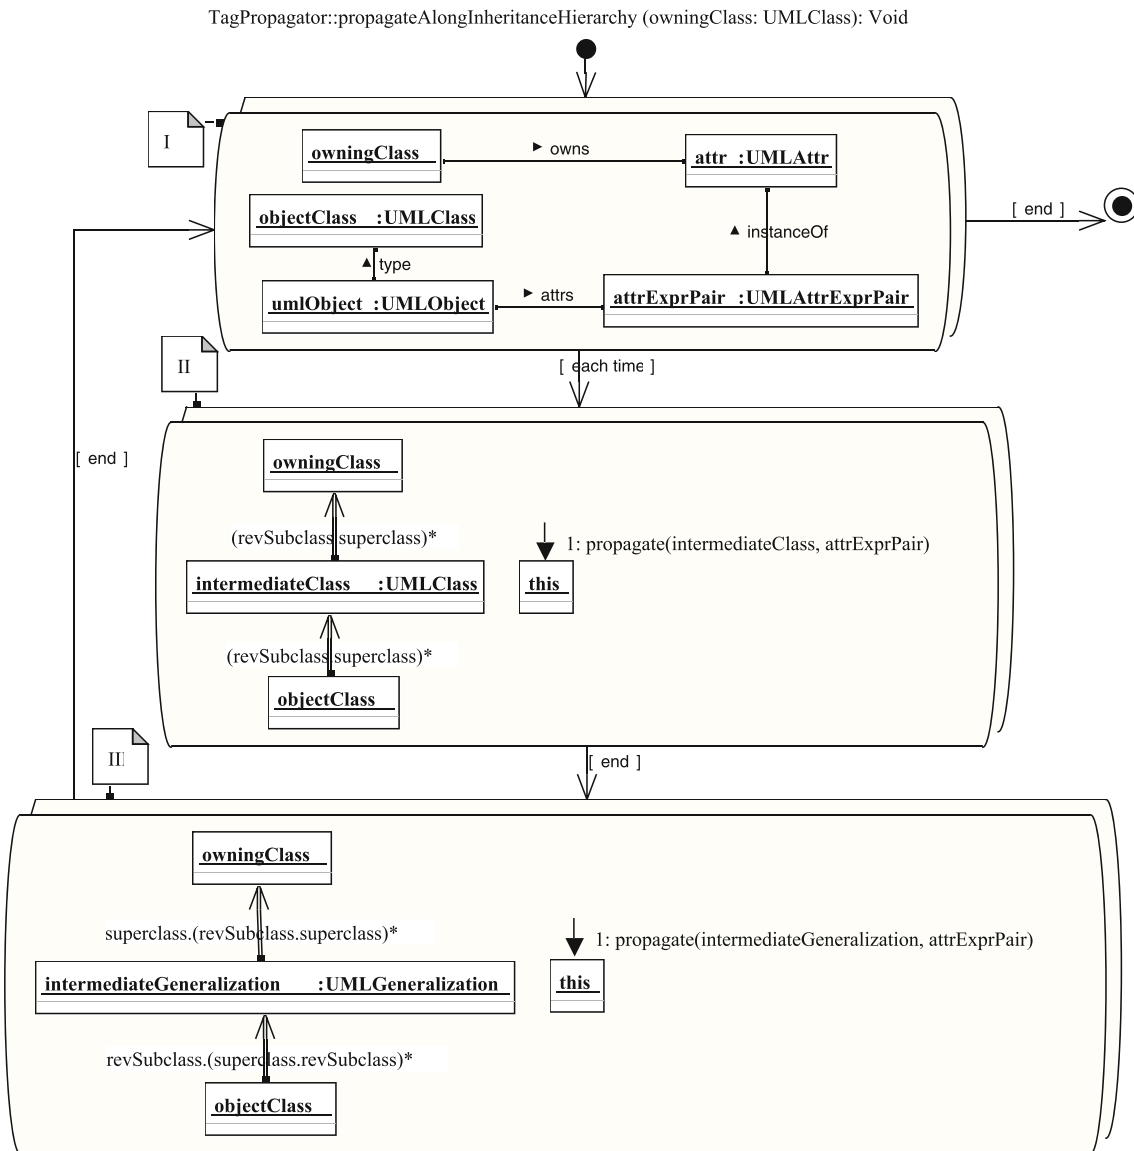 TagPropagator::propagateAlongInheritanceHierarchy (owningClass: UMLClass): Void
I
owningClass
► owns
attr :UMLAttr
objectClass :UMLClass
[ end ]
▲ instanceOf
▲ type
umlObject :UMLObject
► attrs
attrExprPair :UMLAttrExprPair
[ each time ]
II
[ end ]
owningClass
(revSubclass.superclass)*
1: propagate(intermediateClass, attrExprPair)
intermediateClass :UMLClass
this
(revSubclass.superclass)*
objectClass
III
[ end ]
owningClass
superclass.(revSubclass.superclass)*
1: propagate(intermediateGeneralization, attrExprPair)
intermediateGeneralization :UMLGeneralization
this
revSubclass.(superclass.revSubclass)*
objectClass